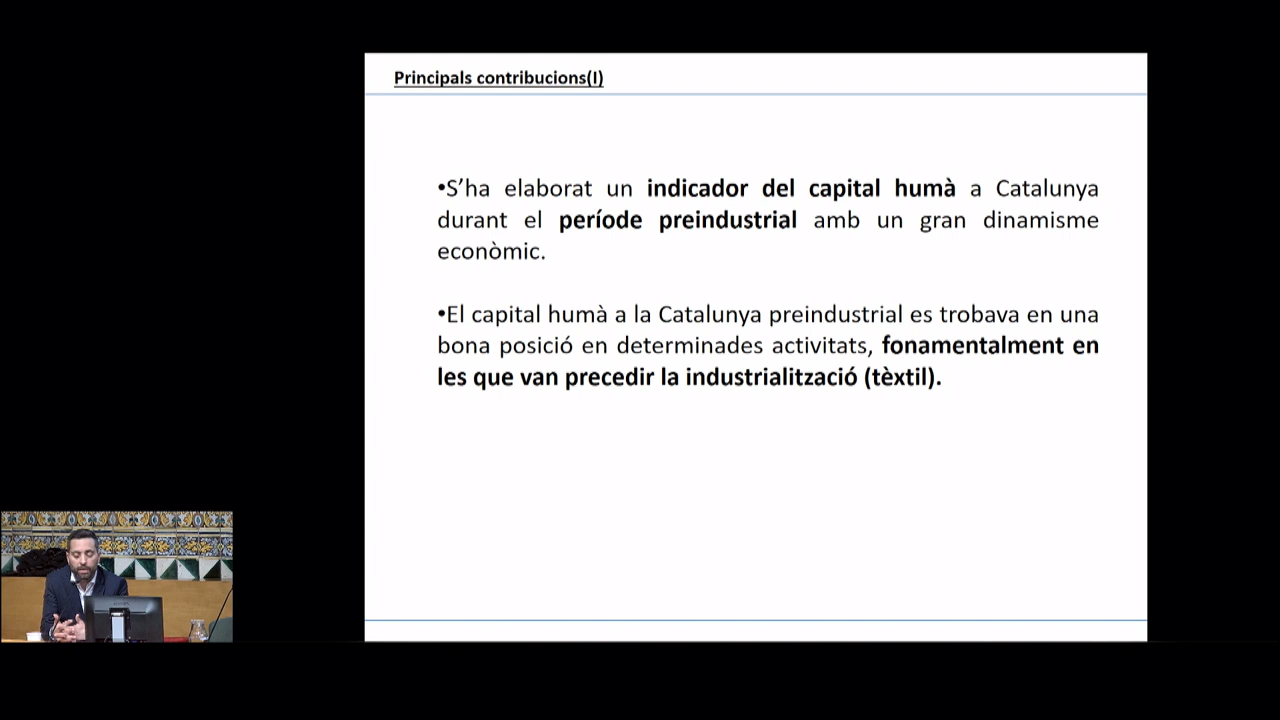 Principals contribucions(I)
•S’ha elaborat un indicador del capital humà a Catalunya
durant el període preindustrial amb un gran dinamisme
econòmic.
•El capital humà a la Catalunya preindustrial es trobava en una
bona posició en determinades activitats, fonamentalment en
les que van precedir la industrialització (tèxtil).